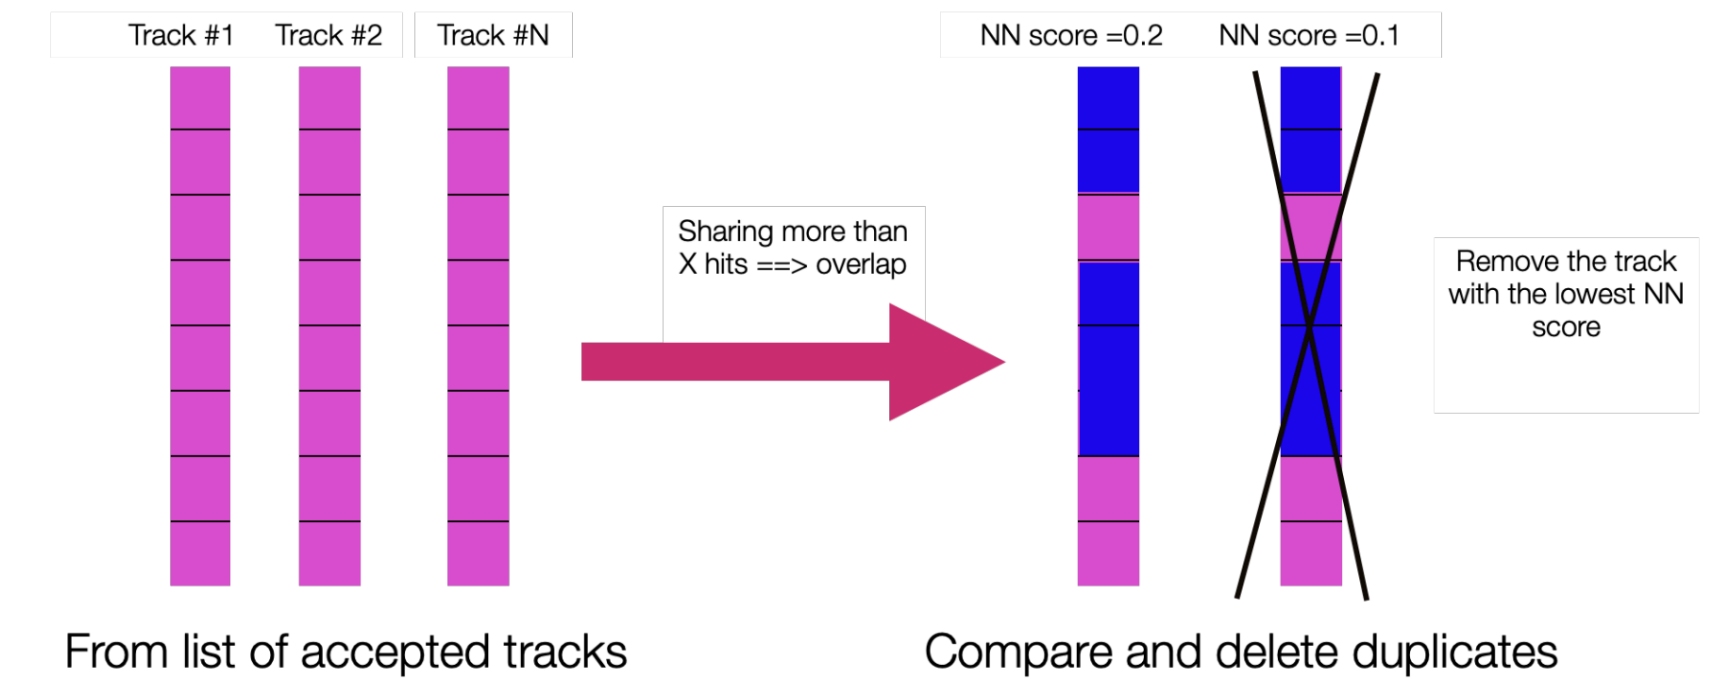 Track #1 Track #2 Track #N
NN score =0.2 NN score =0.1
Sharing more than
X hits ==> overlap
Remove the track
with the lowest NN
score
From list of accepted tracks
Compare and delete duplicates